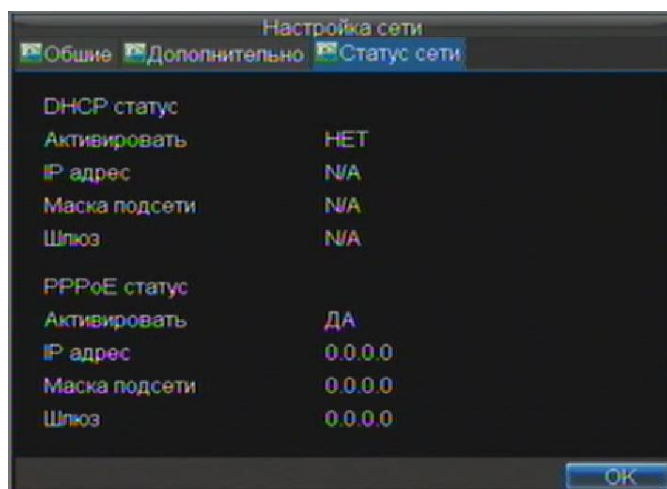 Настройка сети
Обшие Дополнительно Статус сети
DHCP статус
Активировать НЕТ
IP адрес N/A
Маска подсети N/A
Шлюз N/A
PPPoE статус
Активировать ДА
IP адрес 0.0.0.0
Маска подсети 0.0.0.0
Шлюз 0.0.0.0
OK